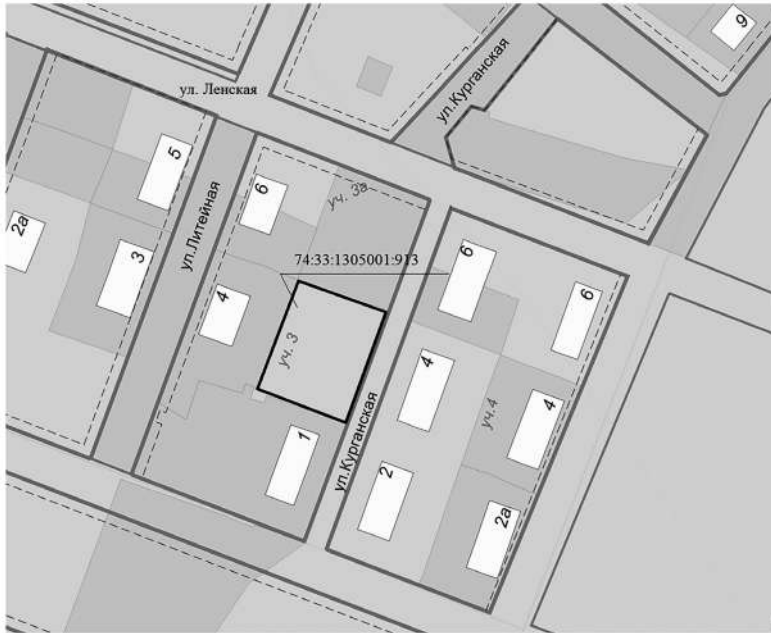 9
ул.Курганская
ул. Ленская
5
6
уч. 3а
2а
3
ул.Литейная
74:33:1305001:913
6
6
4
уч. 3
4
уч.4
4
1
ул.Курганская
2
2а